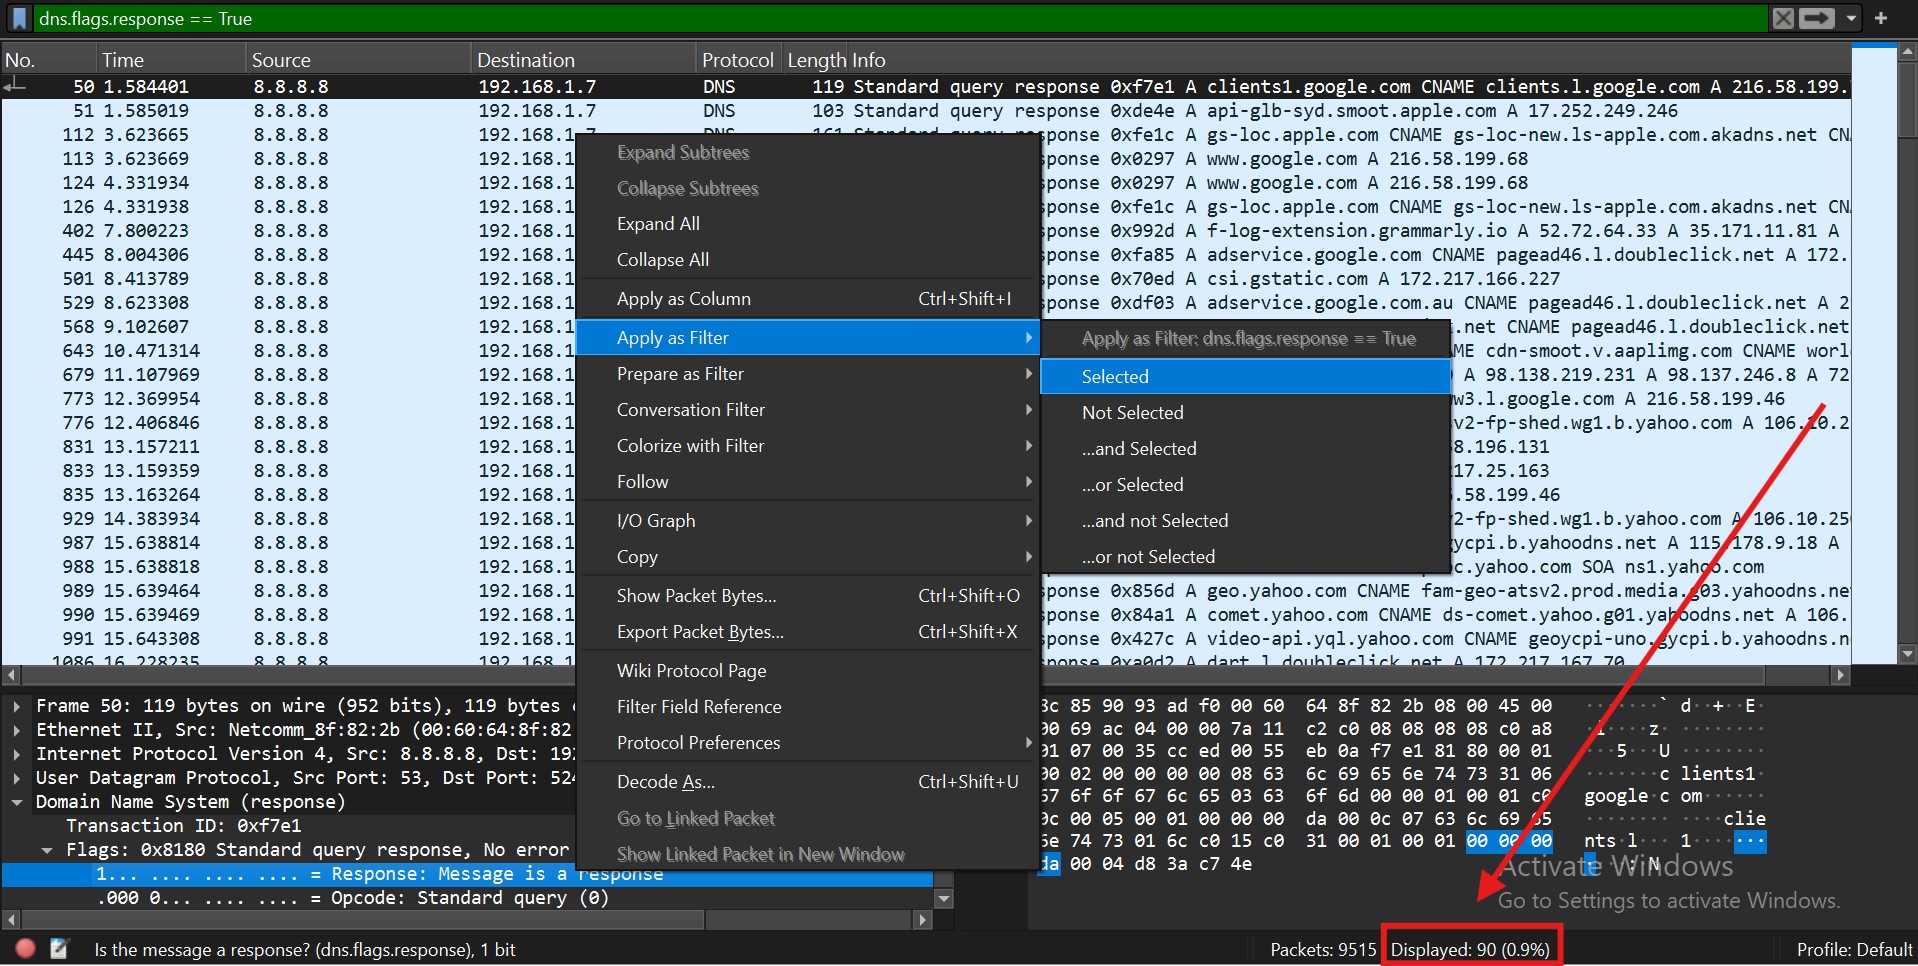 dns.flags.response == True
No. Time Source Destination Protocol Length Info
50 1.584401 8.8.8.8 192.168.1.7 DNS 119 Standard query response 0xf7e1 A clients1.google.com CNAME clients.l.google.com A 216.58.199.
51 1.585019 8.8.8.8 192.168.1.7 DNS 103 Standard query response 0xde4e A api-glb-syd.smoot.apple.com A 17.252.249.246
112 3.623665 8.8.8.8 192.168.1.7 DNS 161 Standard query response 0xfe1c A gs-loc.apple.com CNAME gs-loc-new.ls-apple.com.akadns.net CN
113 3.623669 8.8.8.8 192.168.1. sponse 0x0297 A www.google.com A 216.58.199.68
124 4.331934 8.8.8.8 192.168.1. sponse 0x0297 A www.google.com A 216.58.199.68
126 4.331938 8.8.8.8 192.168.1. sponse 0xfe1c A gs-loc.apple.com CNAME gs-loc-new.ls-apple.com.akadns.net CN
402 7.800223 8.8.8.8 192.168.1. sponse 0x992d A f-log-extension.grammarly.io A 52.72.64.33 A 35.171.11.81 A
445 8.004306 8.8.8.8 192.168.1. sponse 0xfa85 A adservice.google.com CNAME pagead46.l.doubleclick.net A 172.
501 8.413789 8.8.8.8 192.168.1. sponse 0x70ed A csi.gstatic.com A 172.217.166.227
529 8.623308 8.8.8.8 192.168.1. sponse 0xdf03 A adservice.google.com.au CNAME pagead46.l.doubleclick.net A 2
568 9.102607 8.8.8.8 192.168.1. .net CNAME pagead46.l.doubleclick.net
643 10.471314 8.8.8.8 192.168.1. ME cdn-smoot.v.aaplimg.com CNAME worl
679 11.107969 8.8.8.8 192.168.1. A 98.138.219.231 A 98.137.246.8 A 72
773 12.369954 8.8.8.8 192.168.1. w3.l.google.com A 216.58.199.46
776 12.406846 8.8.8.8 192.168.1. v2-fp-shed.wg1.b.yahoo.com A 106.10.2
831 13.157211 8.8.8.8 192.168.1. 8.196.131
833 13.159359 8.8.8.8 192.168.1. 17.25.163
835 13.163264 8.8.8.8 192.168.1. .58.199.46
929 14.383934 8.8.8.8 192.168.1. v2-fp-shed.wg1.b.yahoo.com A 106.10.250
987 15.638814 8.8.8.8 192.168.1. gycpi.b.yahoodns.net A 115.178.9.18 A
988 15.638818 8.8.8.8 192.168.1. oc.yahoo.com SOA ns1.yahoo.com
989 15.639464 8.8.8.8 192.168.1. sponse 0x856d A geo.yahoo.com CNAME fam-geo-atsv2.prod.media.g03.yahoodns.net
990 15.639469 8.8.8.8 192.168.1. sponse 0x84a1 A comet.yahoo.com CNAME ds-comet.yahoo.g01.yahoodns.net A 106.
991 15.643308 8.8.8.8 192.168.1. sponse 0x427c A video-api.yql.yahoo.com CNAME geoycpi-uno.gycpi.b.yahoodns.n
1086 16.228235 8.8.8.8 192.168.1. sponse 0xa0d2 A dart.l.doubleclick.net A 172.217.167.70
Expand Subtrees
Collapse Subtrees
Expand All
Collapse All
Apply as Column Ctrl+Shift+I
Apply as Filter
Prepare as Filter
Conversation Filter
Colorize with Filter
Follow
I/O Graph
Copy
Show Packet Bytes... Ctrl+Shift+O
Export Packet Bytes... Ctrl+Shift+X
Wiki Protocol Page
Filter Field Reference
Protocol Preferences
Decode As... Ctrl+Shift+U
Go to Linked Packet
Show Linked Packet in New Window
Apply as Filter: dns.flags.response == True
Selected
Not Selected
...and Selected
...or Selected
...and not Selected
...or not Selected
Frame 50: 119 bytes on wire (952 bits), 119 bytes
Ethernet II, Src: Netcomm_8f:82:2b (00:60:64:8f:82
Internet Protocol Version 4, Src: 8.8.8.8, Dst: 192
User Datagram Protocol, Src Port: 53, Dst Port: 524
Domain Name System (response)
Transaction ID: 0xf7e1
Flags: 0x8180 Standard query response, No error
1... .... .... .... = Response: Message is a response
.000 0... .... .... = Opcode: Standard query (0)
3c 85 90 93 ad f0 00 60 64 8f 82 2b 08 00 45 00 ·······` d··+··E·
00 69 ac 04 00 00 7a 11 c2 c0 08 08 08 08 c0 a8 ·i····z· ········
01 07 00 35 cc ed 00 55 eb 0a f7 e1 81 80 00 01 ···5···U ········
00 02 00 00 00 00 08 63 6c 69 65 6e 74 73 31 06 ·······c lients1·
67 6f 6f 67 6c 65 03 63 6f 6d 00 00 01 00 01 c0 google·c om······
0c 00 05 00 01 00 00 00 da 00 0c 07 63 6c 69 65 ········ ····clie
6e 74 73 01 6c c0 15 c0 31 00 01 00 01 00 00 00 nts·l··· 1·······
da 00 04 d8 3a c7 4e ····:·N
Activate Windows
Go to Settings to activate Windows.
Is the message a response? (dns.flags.response), 1 bit
Packets: 9515
Displayed: 90 (0.9%)
Profile: Default